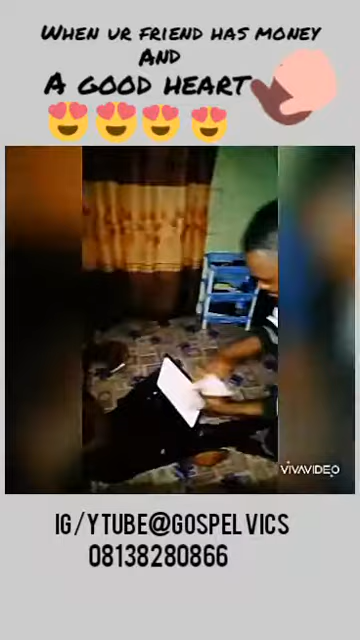 WHEN UR FRIEND HAS MONEY
AND
A GOOD HEART
VIVAVIDEO
IG/YTUBE@GOSPEL VICS
08138280866